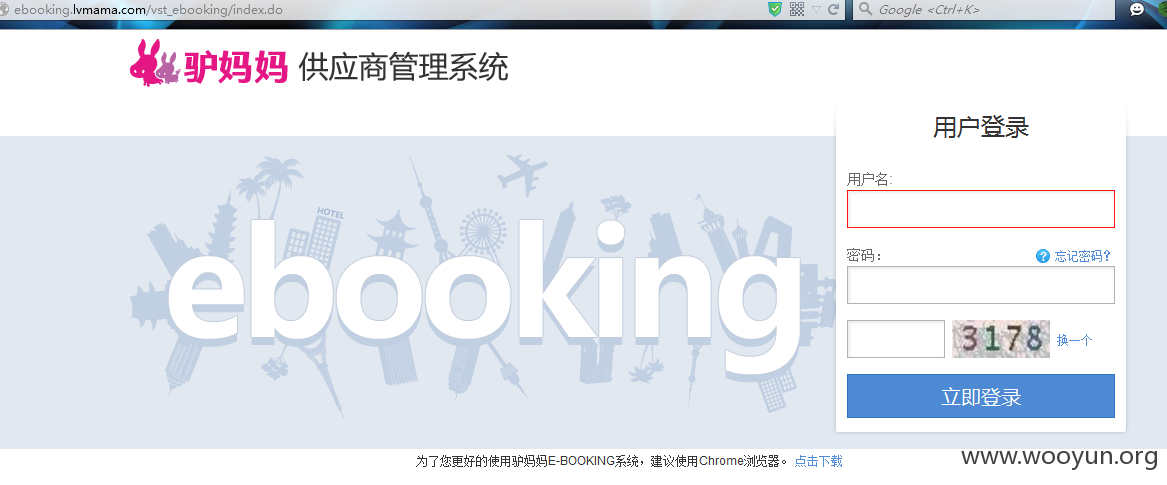 ebooking.lvmama.com/vst_ebooking/index.do
Google <Ctrl+K>
驴妈妈 供应商管理系统
用户登录
用户名:
密码：
忘记密码?
3178
换一个
立即登录
HOTEL
ebooking
为了您更好的使用驴妈妈E-BOOKING系统，建议使用Chrome浏览器。 点击下载
www.wooyun.org